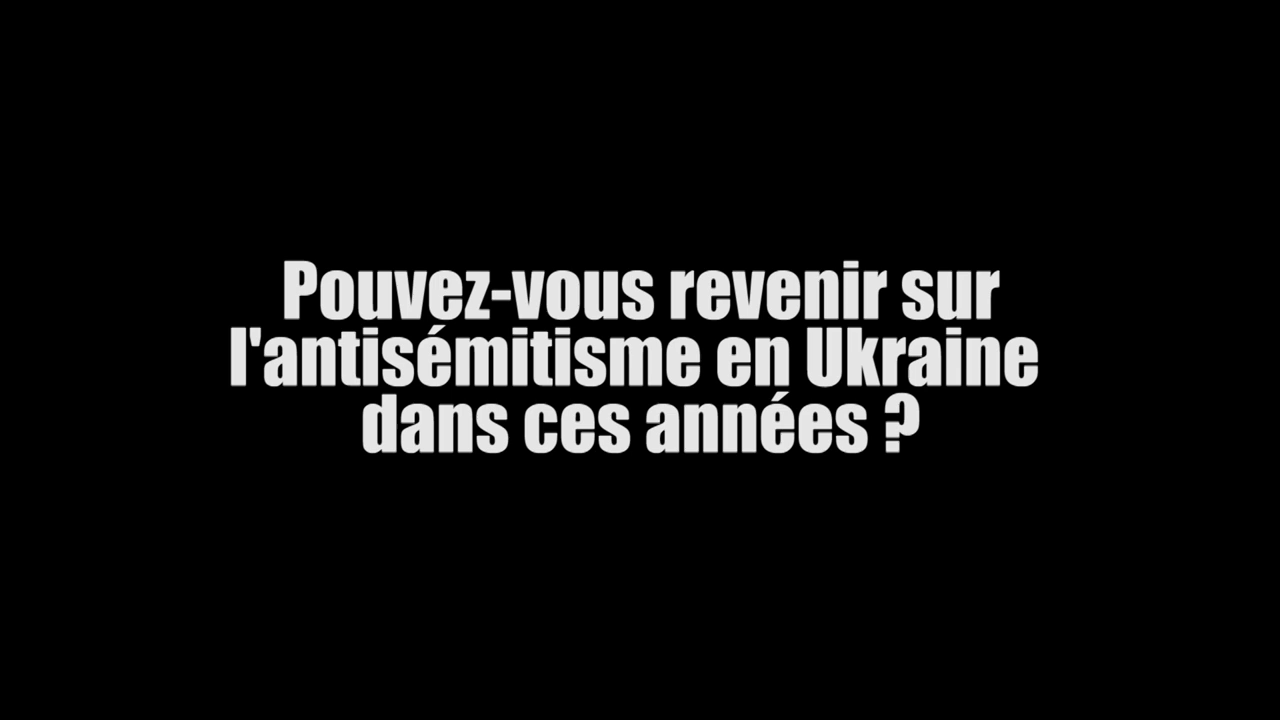 Pouvez-vous revenir sur
l'antisémitisme en Ukraine
dans ces années ?